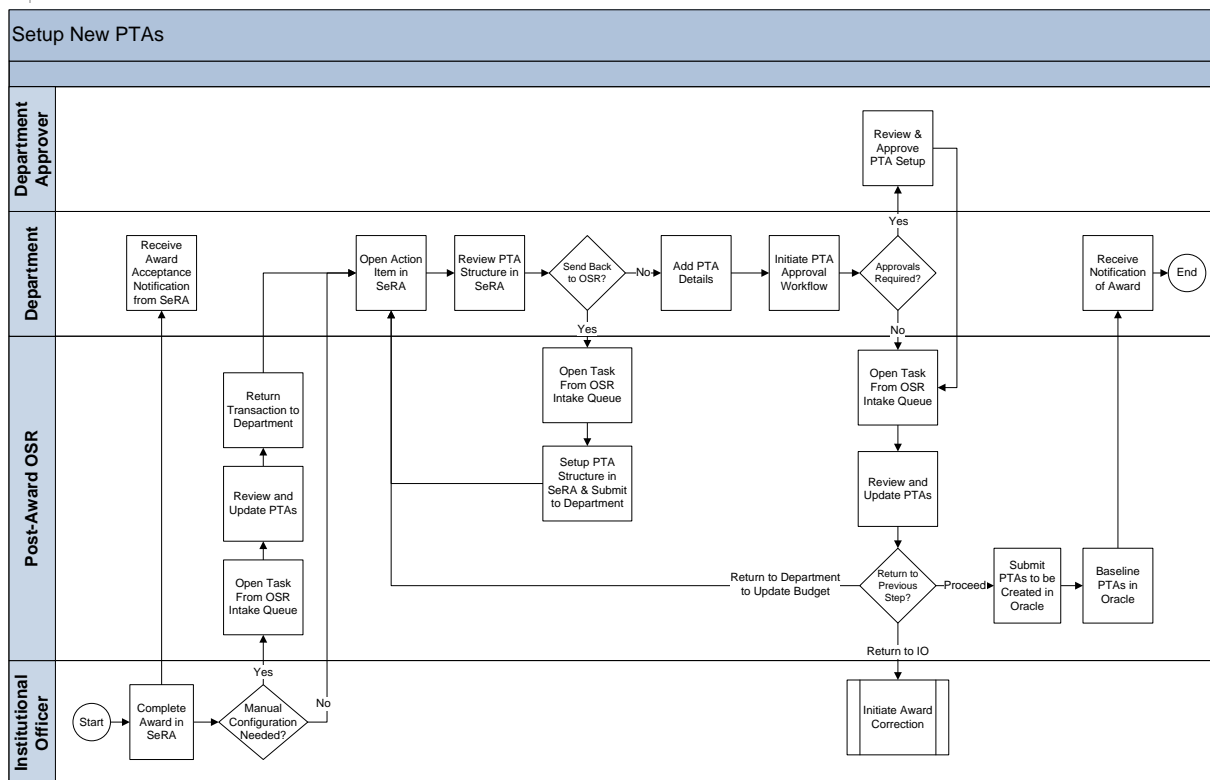 Setup New PTAs
Department
Approver
Review &
Approve
PTA Setup
Department
Receive
Award
Acceptance
Notification
from SeRA
Open Action
Item in
SeRA
Review PTA
Structure in
SeRA
Send Back
to OSR?
No
Add PTA
Details
Initiate PTA
Approval
Workflow
Yes
Approvals
Required?
Receive
Notification
of Award
End
Yes
No
Post-Award OSR
Return
Transaction to
Department
Review and
Update PTAs
Open Task
From OSR
Intake Queue
Open Task
From OSR
Intake Queue
Setup PTA
Structure in
SeRA & Submit
to Department
Open Task
From OSR
Intake Queue
Review and
Update PTAs
Return to Department
to Update Budget
Return to
Previous
Step?
Proceed
Submit
PTAs to be
Created in
Oracle
Baseline
PTAs in
Oracle
Return to IO
Institutional
Officer
Start
Complete
Award in
SeRA
Yes
Manual
Configuration
Needed?
No
Initiate Award
Correction